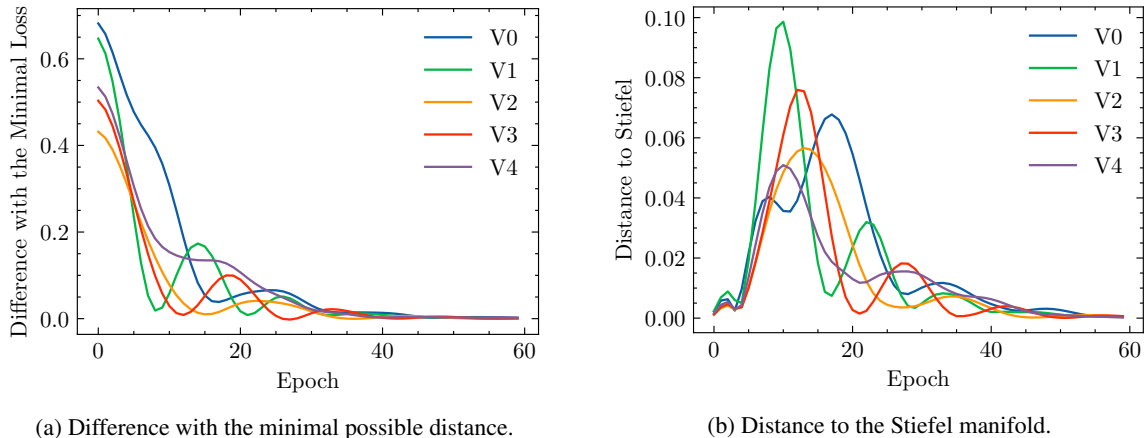 Difference with the Minimal Loss
0.6
0.4
0.2
0.0
0
20
40
60
Epoch
V0
V1
V2
V3
V4
(a) Difference with the minimal possible distance.
Distance to Stiefel
0.10
0.08
0.06
0.04
0.02
0.00
0
20
40
60
Epoch
V0
V1
V2
V3
V4
(b) Distance to the Stiefel manifold.